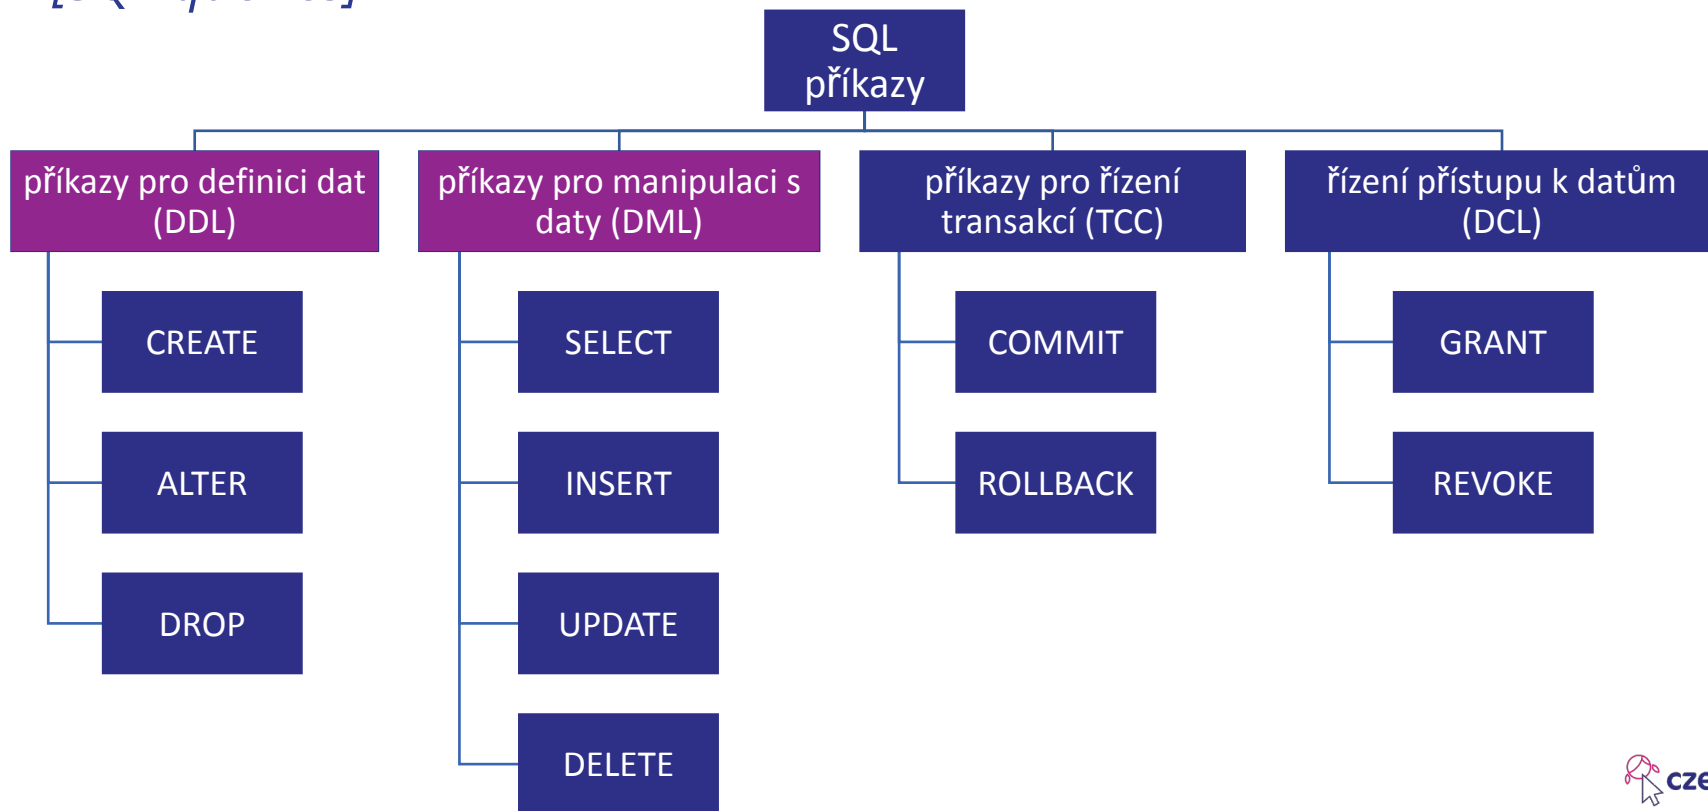 SQL
příkazy
příkazy pro definici dat
(DDL)
příkazy pro manipulaci s
daty (DML)
příkazy pro řízení
transakcí (TCC)
řízení přístupu k datům
(DCL)
CREATE
SELECT
COMMIT
GRANT
ALTER
INSERT
ROLLBACK
REVOKE
DROP
UPDATE
DELETE